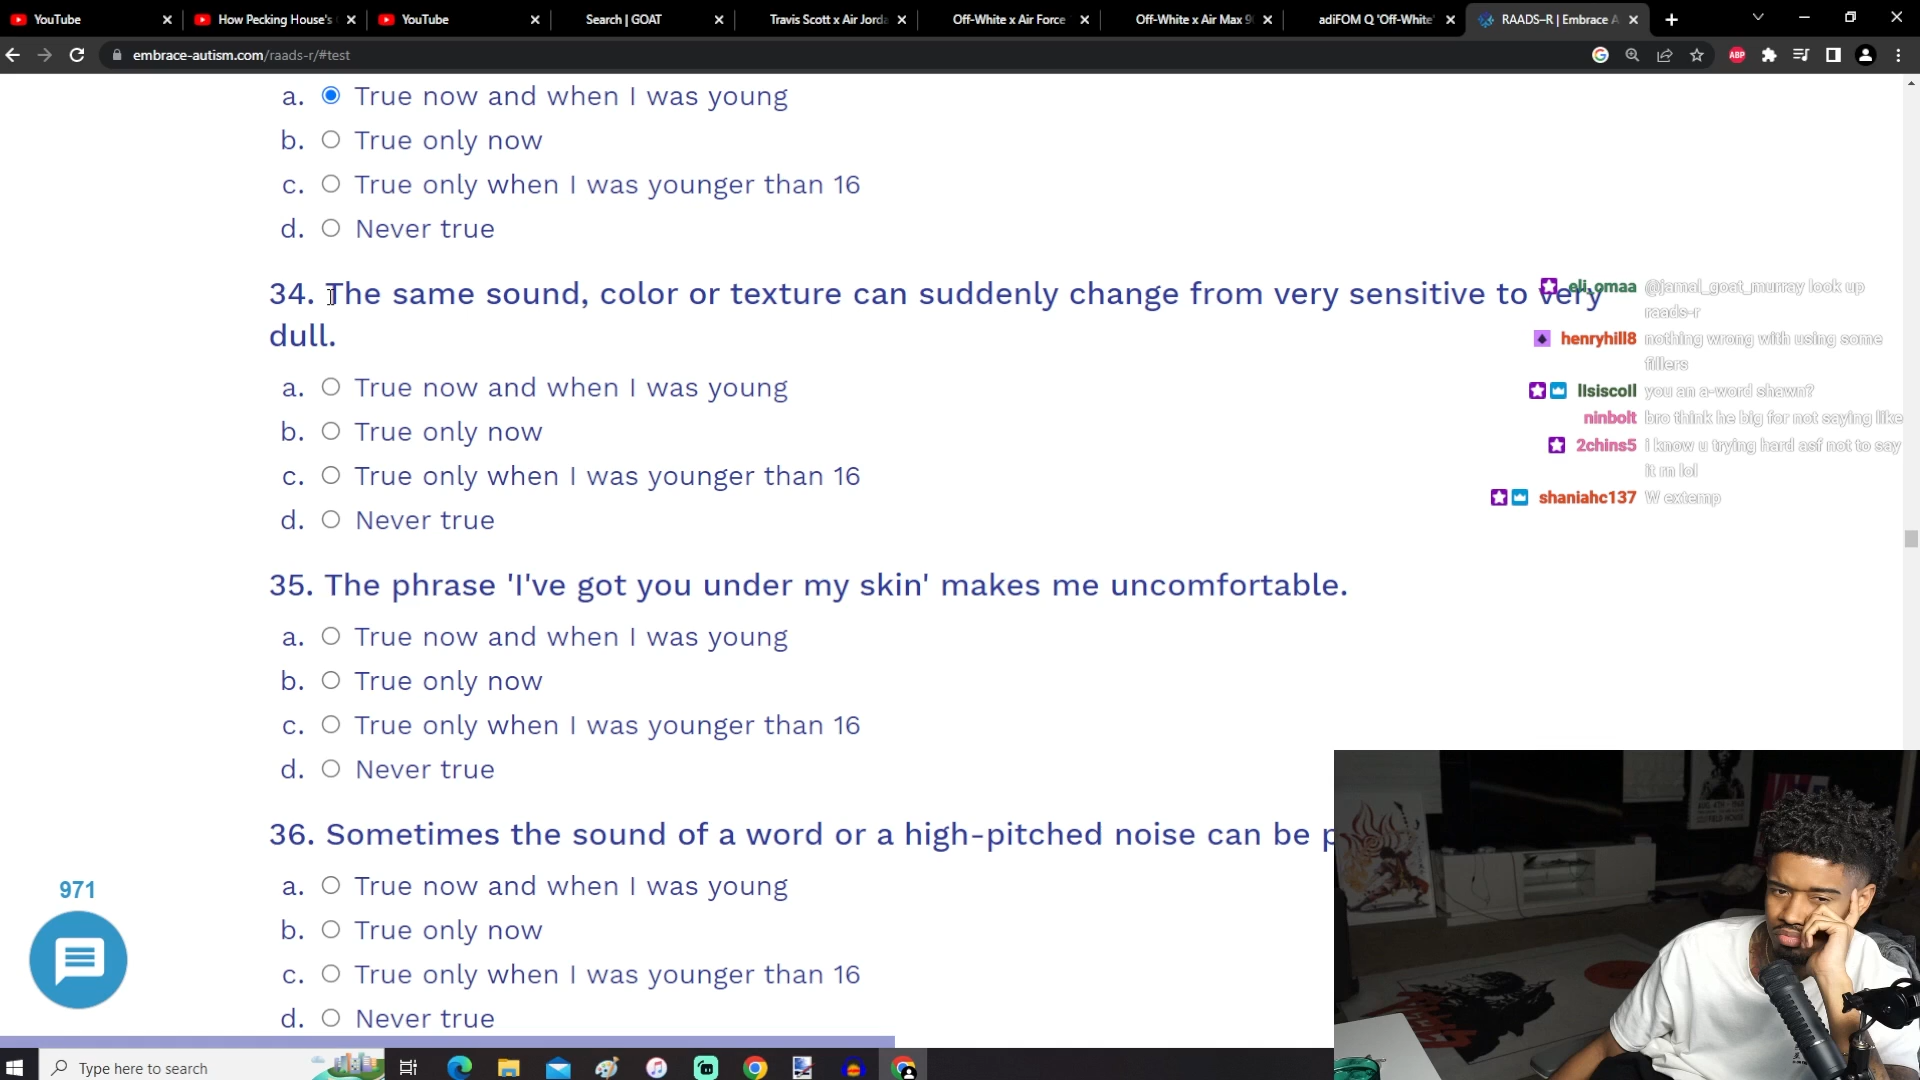 YouTube
How Pecking House's
YouTube
Search | GOAT
Travis Scott x Air Jorda
Off-White x Air Force
Off-White x Air Max 90
adiFOM Q 'Off-White'
RAADS–R | Embrace A
embrace-autism.com/raads-r/#test
ABP
a. True now and when I was young
b. True only now
c. True only when I was younger than 16
d. Never true
34. The same sound, color or texture can suddenly change from very sensitive to very
dull.
a. True now and when I was young
b. True only now
c. True only when I was younger than 16
d. Never true
35. The phrase 'I've got you under my skin' makes me uncomfortable.
a. True now and when I was young
b. True only now
c. True only when I was younger than 16
d. Never true
36. Sometimes the sound of a word or a high-pitched noise can be p
a. True now and when I was young
b. True only now
c. True only when I was younger than 16
d. Never true
eli_omaa @jamal_goat_murray look up
raads-r
henryhill8 nothing wrong with using some
fillers
llsiscoll you an a-word shawn?
ninbolt bro think he big for not saying like
2chins5 i know u trying hard asf not to say
it rn lol
shaniahc137 W extemp
971
Type here to search